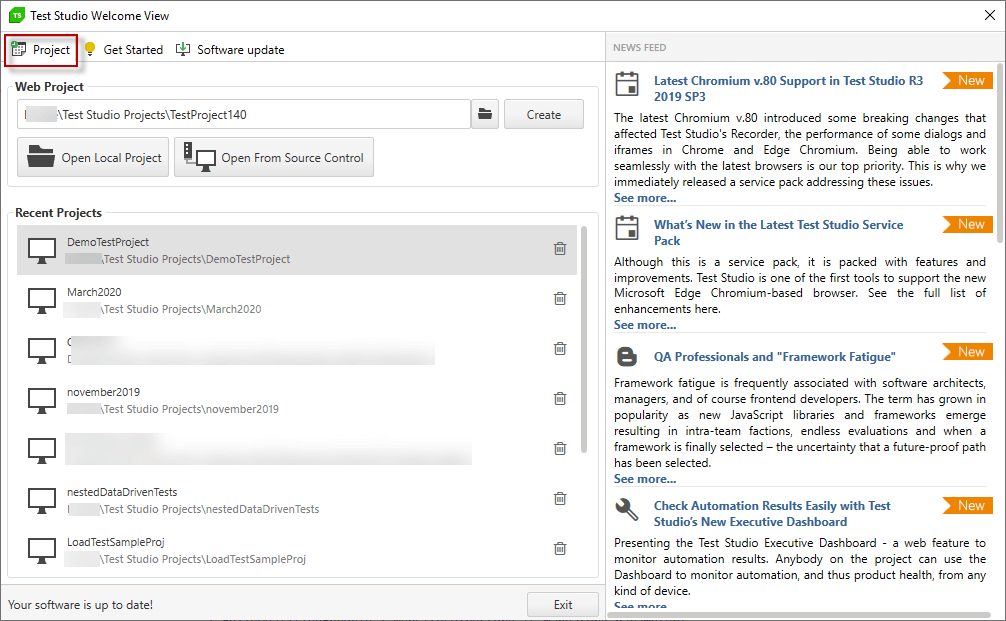 TS Test Studio Welcome View
Project Get Started Software update
Web Project
\Test Studio Projects\TestProject140
Create
Open Local Project
Open From Source Control
Recent Projects
DemoTestProject
\Test Studio Projects\DemoTestProject
March2020
\Test Studio Projects\March2020
november2019
\Test Studio Projects\november2019
nestedDataDrivenTests
\Test Studio Projects\nestedDataDrivenTests
LoadTestSampleProj
\Test Studio Projects\LoadTestSampleProj
Your software is up to date!
Exit
NEWS FEED
Latest Chromium v.80 Support in Test Studio R3
2019 SP3
New
The latest Chromium v.80 introduced some breaking changes that
affected Test Studio's Recorder, the performance of some dialogs and
iframes in Chrome and Edge Chromium. Being able to work
seamlessly with the latest browsers is our top priority. This is why we
immediately released a service pack addressing these issues.
See more...
What's New in the Latest Test Studio Service
Pack
New
Although this is a service pack, it is packed with features and
improvements. Test Studio is one of the first tools to support the new
Microsoft Edge Chromium-based browser. See the full list of
enhancements here.
See more...
QA Professionals and "Framework Fatigue"
New
Framework fatigue is frequently associated with software architects,
managers, and of course frontend developers. The term has grown in
popularity as new JavaScript libraries and frameworks emerge
resulting in intra-team factions, endless evaluations and when a
framework is finally selected – the uncertainty that a future-proof path
has been selected.
See more...
Check Automation Results Easily with Test
Studio's New Executive Dashboard
New
Presenting the Test Studio Executive Dashboard - a web feature to
monitor automation results. Anybody on the project can use the
Dashboard to monitor automation, and thus product health, from any
kind of device.
See more